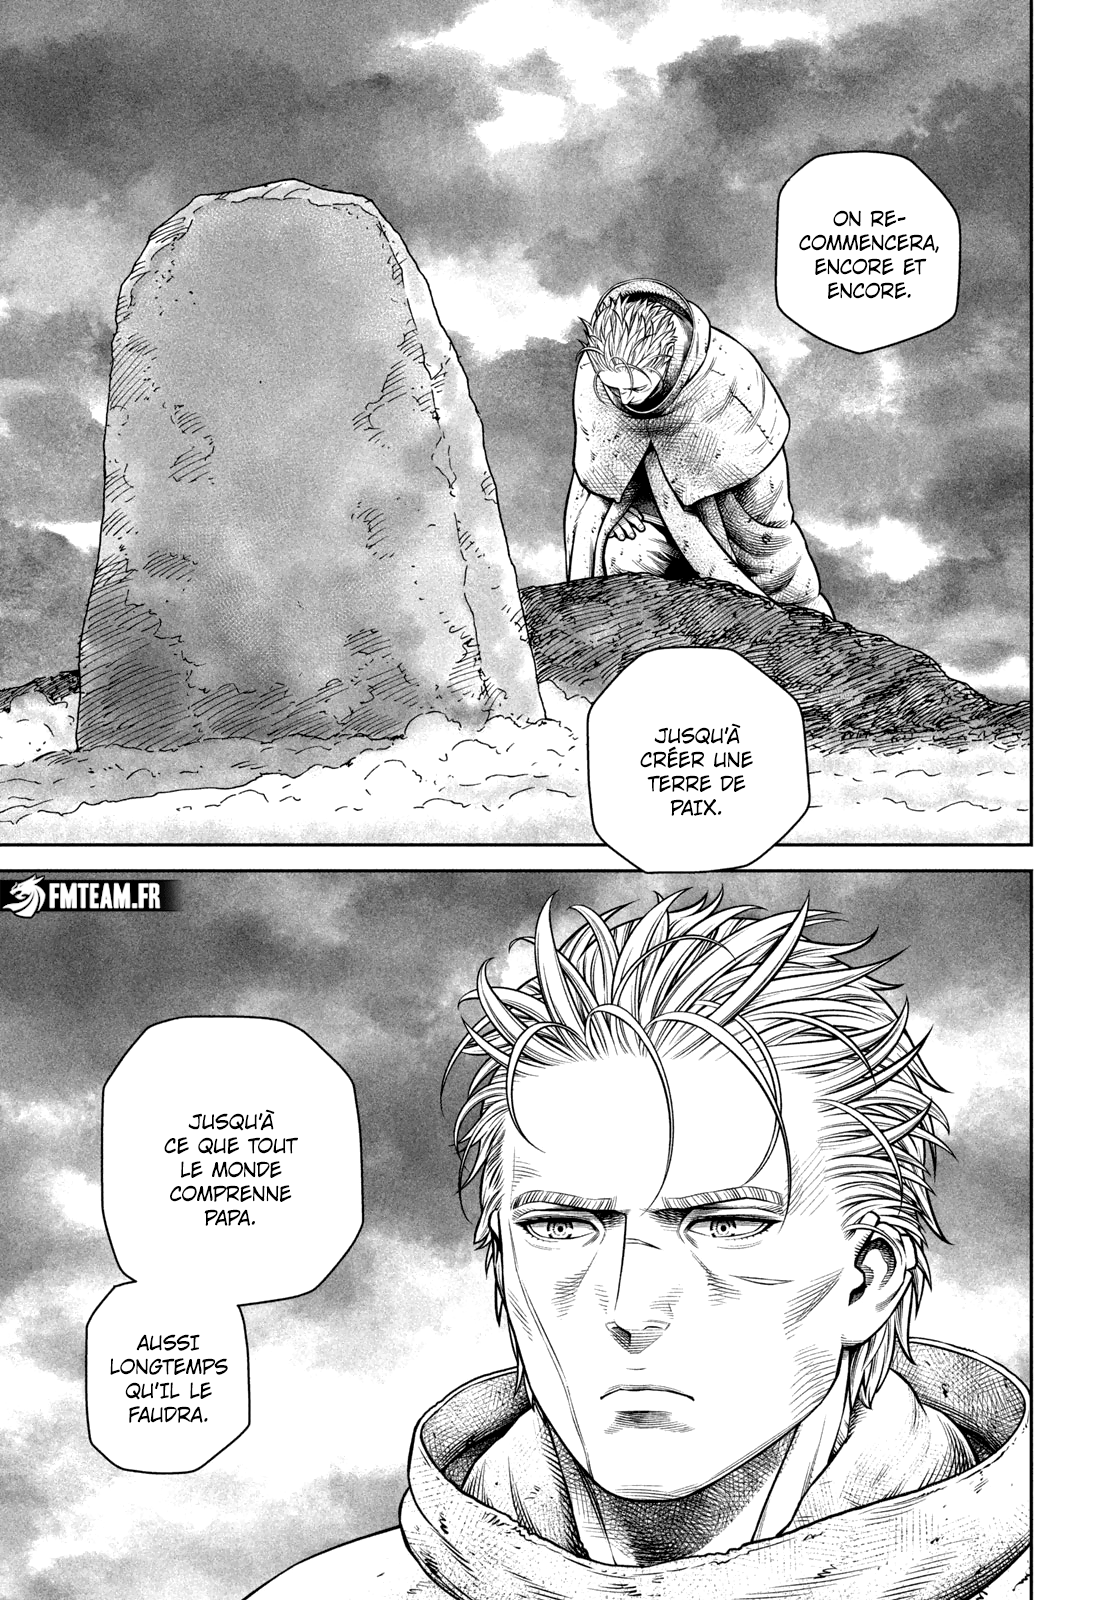 ON RE-
COMMENCERA,
ENCORE ET
ENCORE.
JUSQU'À
CRÉER UNE
TERRE DE
PAIX.
FMTEAM.FR
JUSQU'À
CE QUE TOUT
LE MONDE
COMPRENNE
PAPA.
AUSSI
LONGTEMPS
QU'IL LE
FAUDRA.